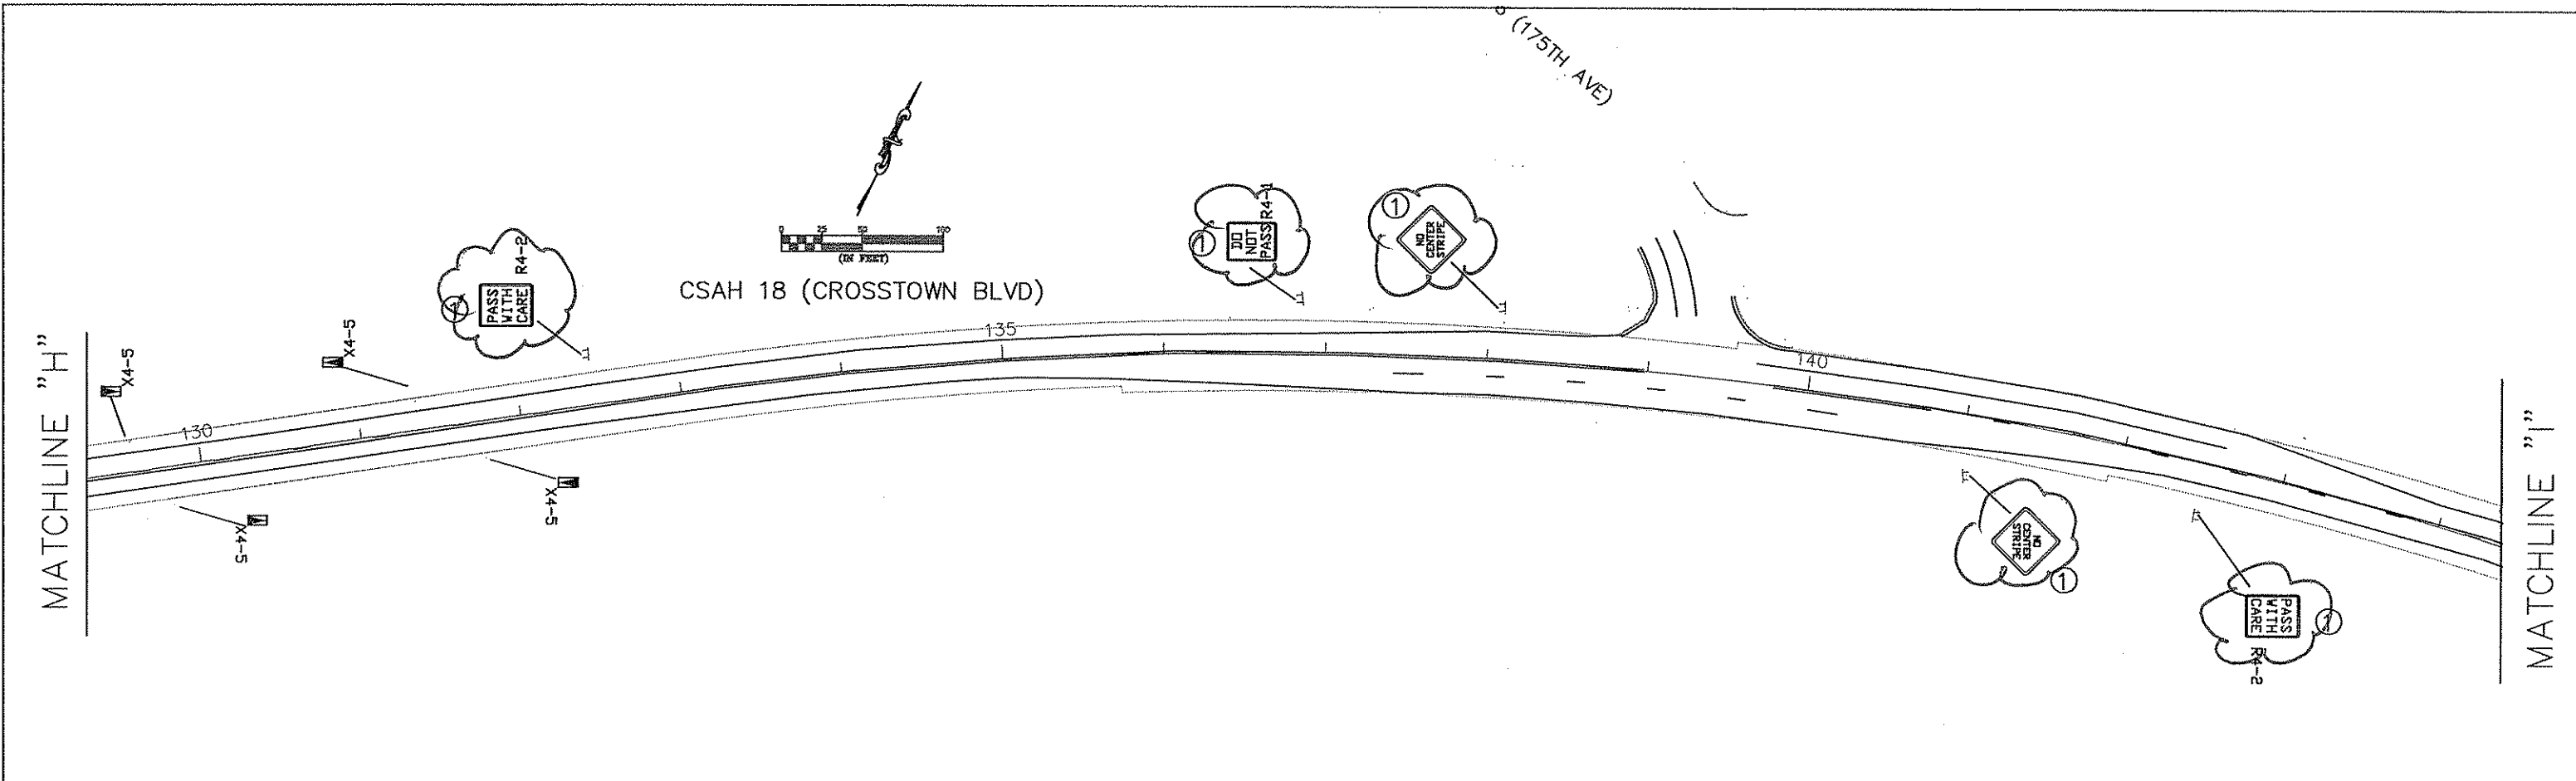 (175TH AVE)
0 25 50 100
(IN FEET)
CSAH 18 (CROSSTOWN BLVD)
MATCHLINE "H"
X4-5
X4-5
R4-2
1
PASS
WITH
CARE
R4-1
1
DO
NOT
PASS
1
NO
CENTER
STRIPE
130
135
140
X4-5
X4-5
NO
CENTER
STRIPE
1
PASS
WITH
CARE
1
R4-2
MATCHLINE "I"